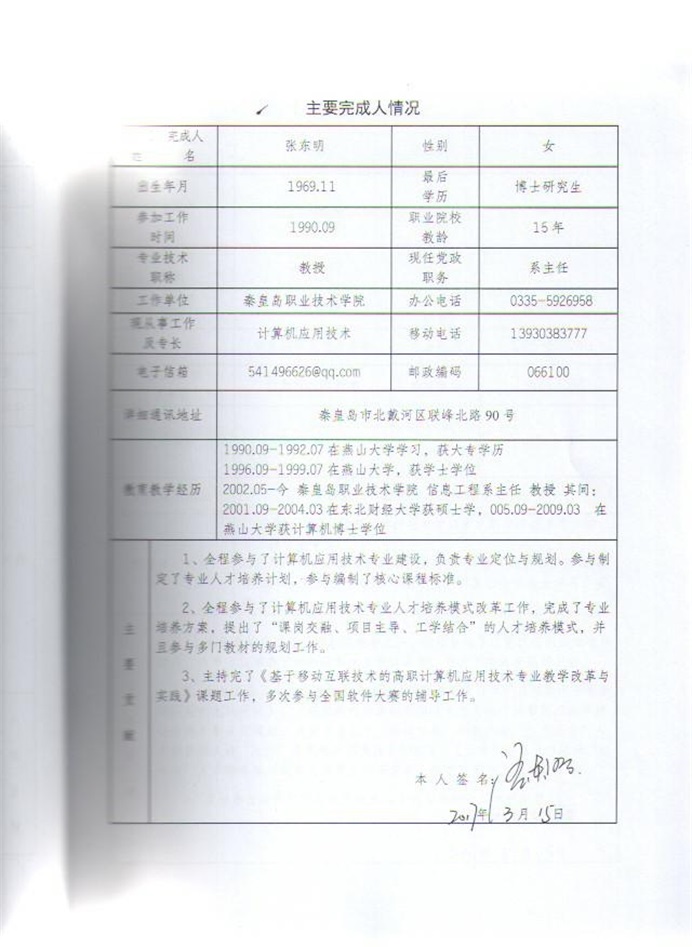 主要完成人情况
完成人 张东明 性别 女
姓 名
出生年月 1969.11 最后 博士研究生
学历
参加工作 1990.09 职业院校 15年
时间 教龄
专业技术 教授 现任党政 系主任
职称 职务
工作单位 秦皇岛职业技术学院 办公电话 0335-5926958
现从事工作 计算机应用技术 移动电话 13930383777
及专长
电子信箱 541496626@qq.com 邮政编码 066100
详细通讯地址 秦皇岛市北戴河区联峰北路90号
教育教学经历
1990.09-1992.07在燕山大学学习，获大专学历
1996.09-1999.07在燕山大学，获学士学位
2002.05-今 秦皇岛职业技术学院 信息工程系主任 教授 其间：
2001.09-2004.03在东北财经大学获硕士学，005.09-2009.03 在
燕山大学获计算机博士学位
主要贡献
1、全程参与了计算机应用技术专业建设，负责专业定位与规划。参与制
定了专业人才培养计划，参与编制了核心课程标准。
2、全程参与了计算机应用技术专业人才培养模式改革工作，完成了专业
培养方案，提出了“课岗交融、项目主导、工学结合”的人才培养模式，并
且参与多门教材的规划工作。
3、主持完了《基于移动互联技术的高职计算机应用技术专业教学改革与
实践》课题工作，多次参与全国软件大赛的辅导工作。
本人签名：张东明
2017年3月15日